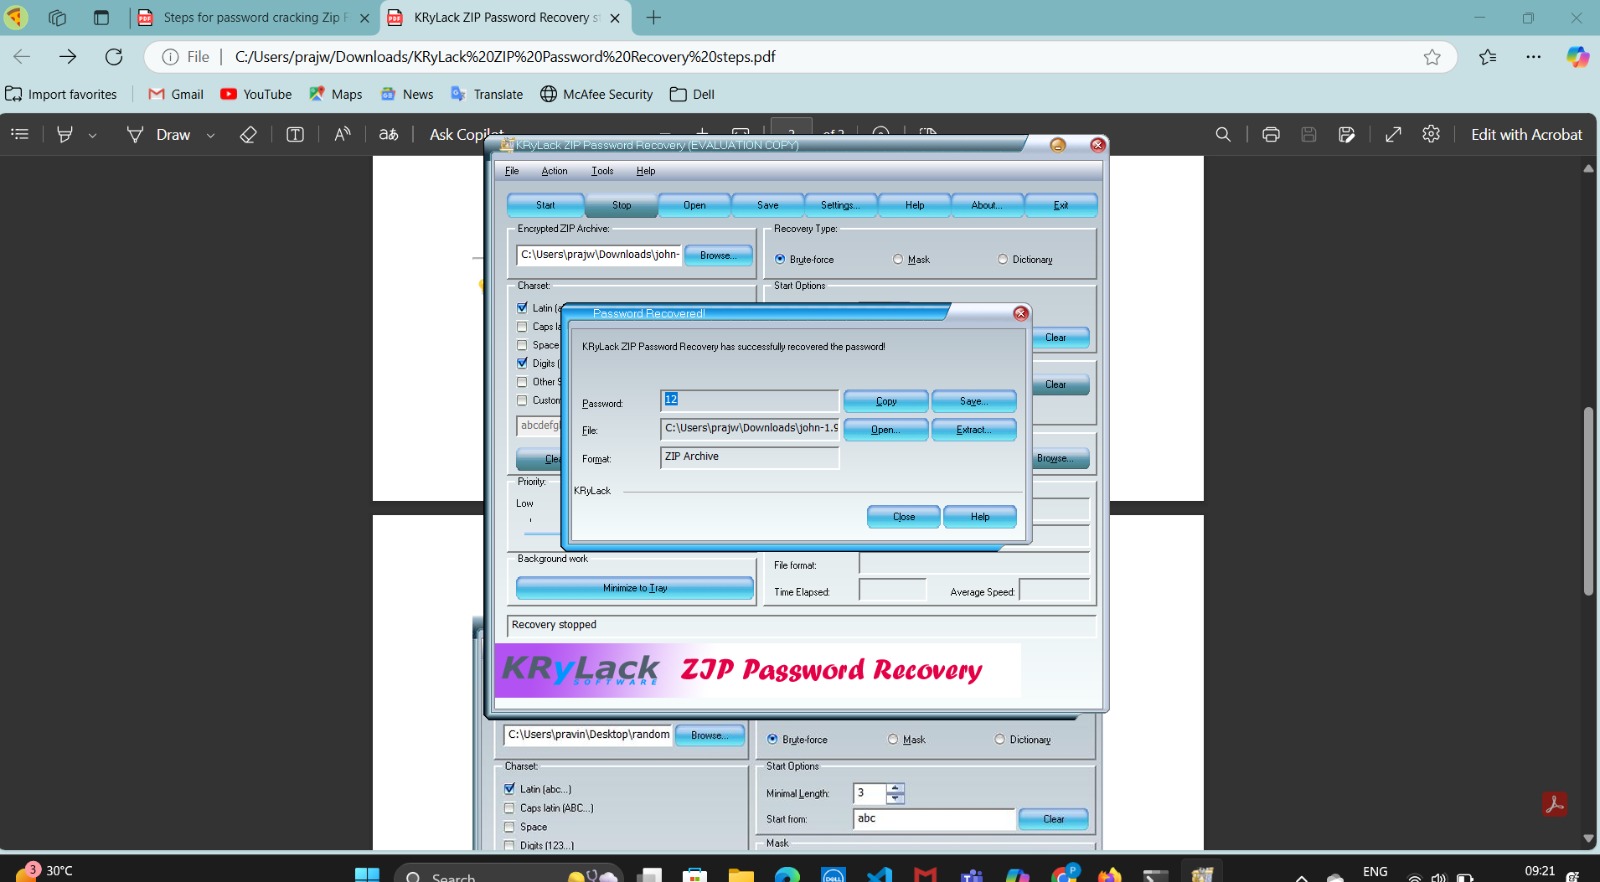 Steps for password cracking Zip F
KRyLack ZIP Password Recovery s
File
C:/Users/prajw/Downloads/KRyLack%20ZIP%20Password%20Recovery%20steps.pdf
Import favorites
Gmail
YouTube
Maps
News
Translate
McAfee Security
Dell
Draw
Ask Copilot
Edit with Acrobat
KRyLack ZIP Password Recovery (EVALUATION COPY)
File Action Tools Help
Start Stop Open Save Settings... Help About... Exit
Encrypted ZIP Archive:
C:\Users\prajw\Downloads\john-
Browse...
Recovery Type:
Brute-force Mask Dictionary
Charset:
Start Options
Latin (a
Caps la
Space
Digits (
Other S
Custom
abcdefgl
Clea
Clear
Clear
Browse...
Password Recovered!
KRyLack ZIP Password Recovery has successfully recovered the password!
Password: 12 Copy Save...
File: C:\Users\prajw\Downloads\john-1.9 Open... Extract...
Format: ZIP Archive
KRyLack
Close Help
Priority:
Low
Background work
Minimize to Tray
File format:
Time Elapsed: Average Speed:
Recovery stopped
KRyLack
SOFTWARE
ZIP Password Recovery
C:\Users\pravin\Desktop\random Browse...
Brute-force Mask Dictionary
Charset:
Latin (abc...)
Caps latin (ABC...)
Space
Digits (123...)
Start Options
Minimal Length: 3
Start from: abc Clear
Mask
3
30°C
Search
ENG
09:21